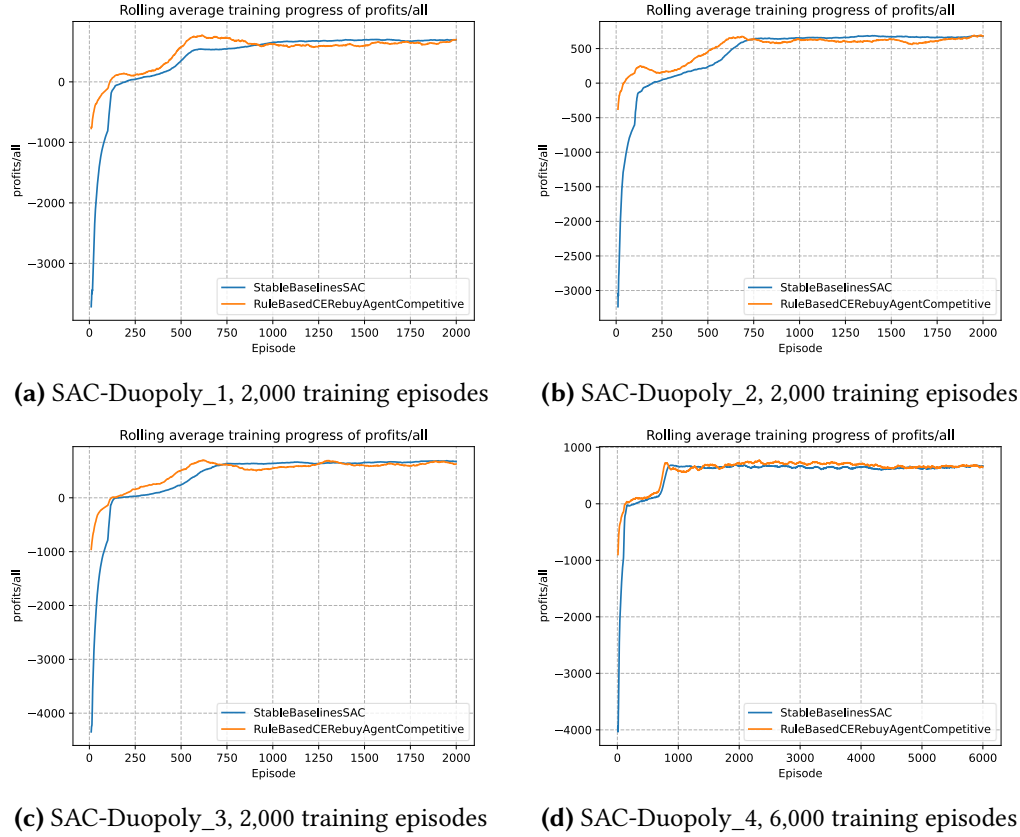 Rolling average training progress of profits/all
0
−1000
−2000
−3000
profits/all
StableBaselinesSAC
RuleBasedCERebuyAgentCompetitive
0 250 500 750 1000 1250 1500 1750 2000
Episode
(a) SAC-Duopoly_1, 2,000 training episodes
Rolling average training progress of profits/all
500
0
−500
−1000
−1500
−2000
−2500
−3000
profits/all
StableBaselinesSAC
RuleBasedCERebuyAgentCompetitive
0 250 500 750 1000 1250 1500 1750 2000
Episode
(b) SAC-Duopoly_2, 2,000 training episodes
Rolling average training progress of profits/all
0
−1000
−2000
−3000
−4000
profits/all
StableBaselinesSAC
RuleBasedCERebuyAgentCompetitive
0 250 500 750 1000 1250 1500 1750 2000
Episode
(c) SAC-Duopoly_3, 2,000 training episodes
Rolling average training progress of profits/all
1000
0
−1000
−2000
−3000
−4000
profits/all
StableBaselinesSAC
RuleBasedCERebuyAgentCompetitive
0 1000 2000 3000 4000 5000 6000
Episode
(d) SAC-Duopoly_4, 6,000 training episodes